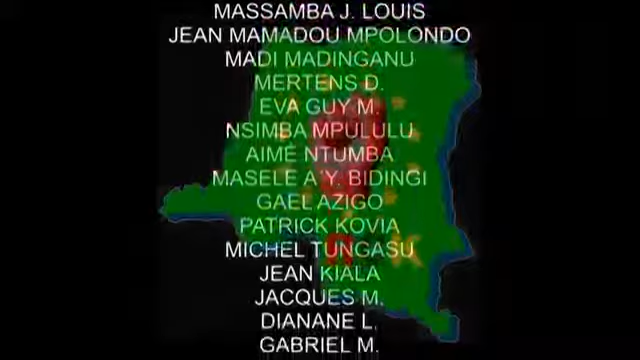 MASSAMBA J. LOUIS
JEAN MAMADOU MPOLONDO
MADI MADINGANU
MERTENS D.
EVA GUY M.
NSIMBA MPULULU
AIME NTUMBA
MASELE A'Y. BIDINGI
GAEL AZIGO
PATRICK KOVIA
MICHEL TUNGASU
JEAN KIALA
JACQUES M.
DIANANE L.
GABRIEL M.